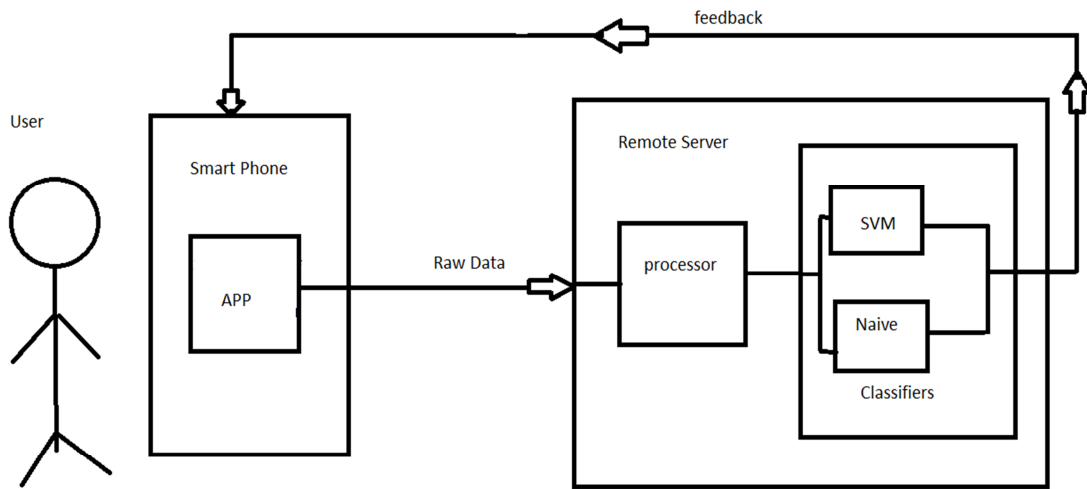 feedback
User
Smart Phone
APP
Raw Data
Remote Server
processor
SVM
Naive
Classifiers